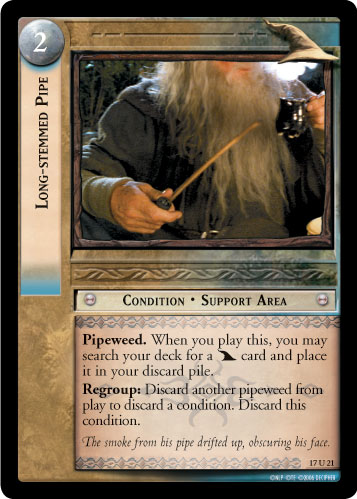 2
Long-stemmed Pipe
Condition • Support Area
Pipeweed. When you play this, you may
search your deck for a card and place
it in your discard pile.
Regroup: Discard another pipeweed from
play to discard a condition. Discard this
condition.
The smoke from his pipe drifted up, obscuring his face.
17 U 21